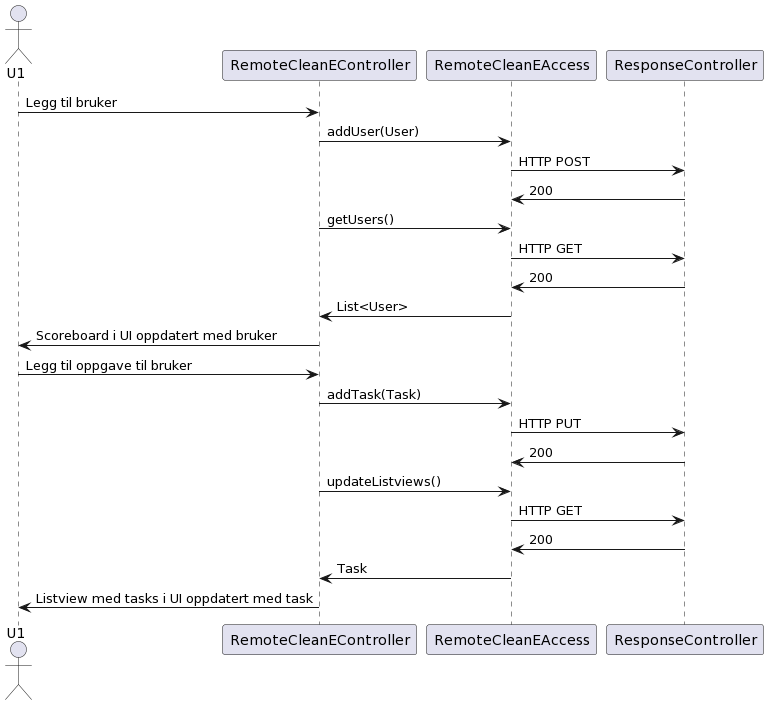 U1
RemoteCleanEController
RemoteCleanEAccess
ResponseController
Legg til bruker
addUser(User)
HTTP POST
200
getUsers()
HTTP GET
200
List<User>
Scoreboard i UI oppdatert med bruker
Legg til oppgave til bruker
addTask(Task)
HTTP PUT
200
updateListviews()
HTTP GET
200
Task
Listview med tasks i UI oppdatert med task
U1
RemoteCleanEController
RemoteCleanEAccess
ResponseController